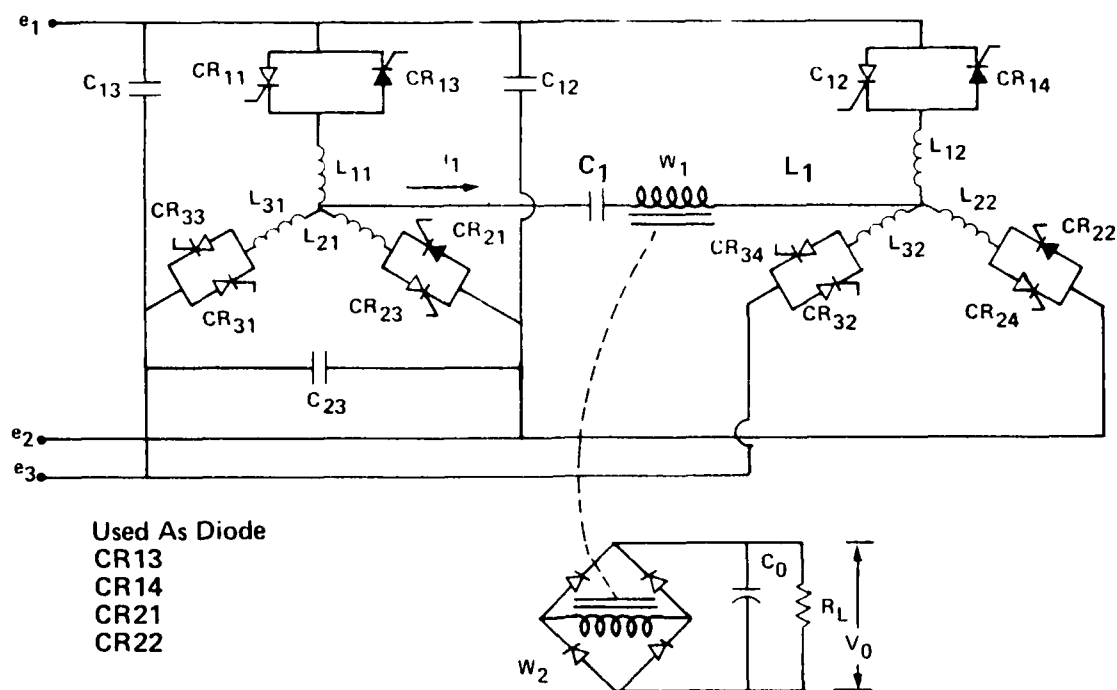 e1
C13
CR11
CR13
C12
C12
CR14
L11
L12
ı1
C1
W1
L1
CR33
L31
L21
CR21
CR31
CR23
CR34
L32
L22
CR22
CR32
CR24
C23
e2
e3
Used As Diode
CR13
CR14
CR21
CR22
C0
RL
V0
W2